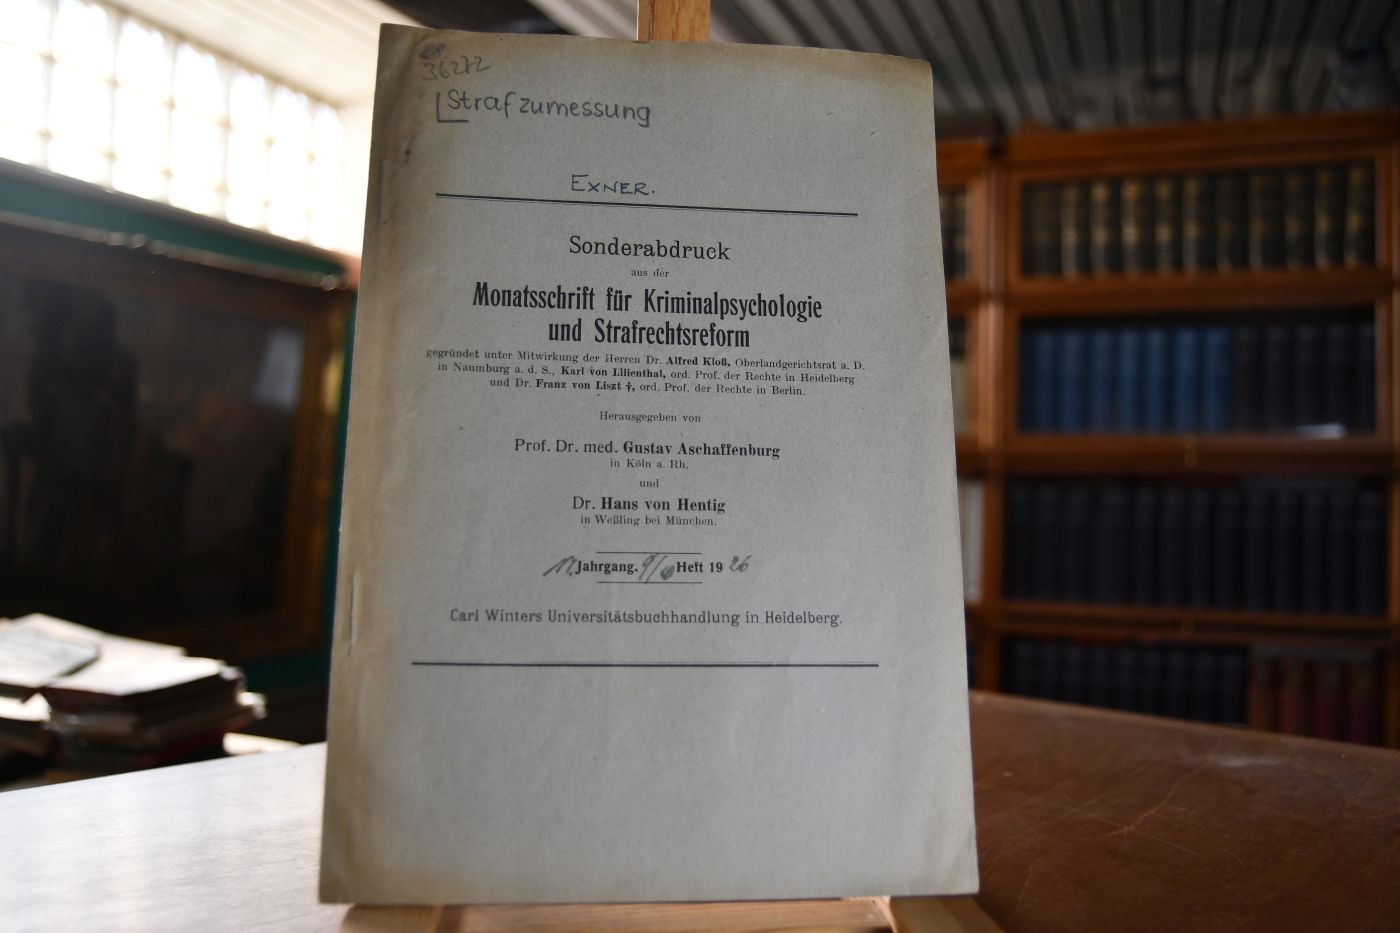 36272
Strafzumessung
EXNER.
Sonderabdruck
aus der
Monatsschrift für Kriminalpsychologie
und Strafrechtsreform
gegründet unter Mitwirkung der Herren Dr. Alfred Kloß, Oberlandgerichtsrat a. D.
in Naumburg a. d. S., Karl von Lilienthal, ord. Prof. der Rechte in Heidelberg
und Dr. Franz von Liszt †, ord. Prof. der Rechte in Berlin.
Herausgegeben von
Prof. Dr. med. Gustav Aschaffenburg
in Köln a. Rh.
und
Dr. Hans von Hentig
in Weßling bei München.
17. Jahrgang. Heft 1926
Carl Winters Universitätsbuchhandlung in Heidelberg.